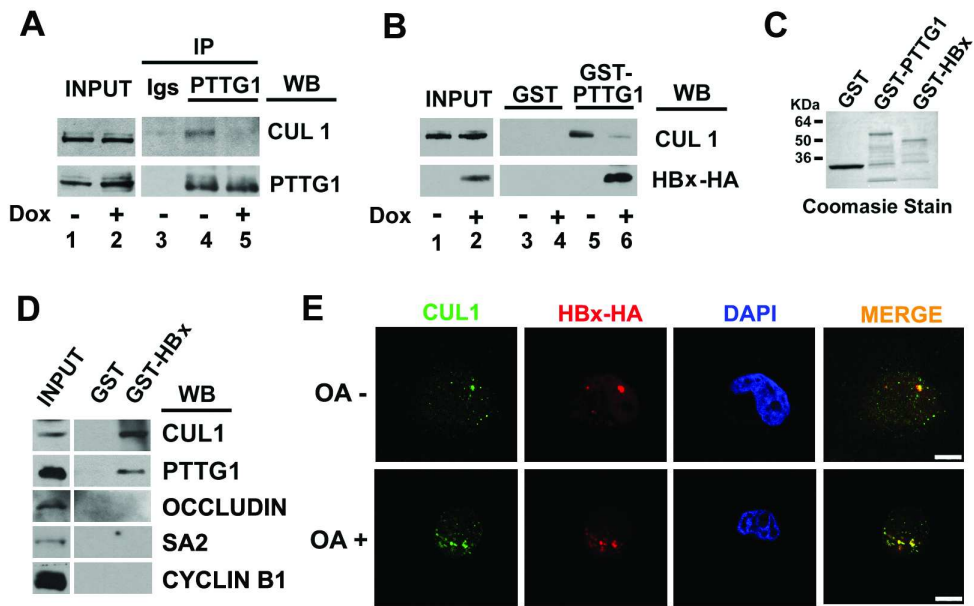 A
IP
INPUT Igs PTTG1 WB
CUL 1
PTTG1
Dox - + - - +
1 2 3 4 5
B
INPUT GST GST-PTTG1 WB
CUL 1
HBx-HA
Dox - + - + - +
1 2 3 4 5 6
C
GST GST-PTTG1 GST-HBx
KDa
64
50
36
Coomasie Stain
D
INPUT GST GST-HBx WB
CUL1
PTTG1
OCCLUDIN
SA2
CYCLIN B1
E
CUL1 HBx-HA DAPI MERGE
OA -
OA +